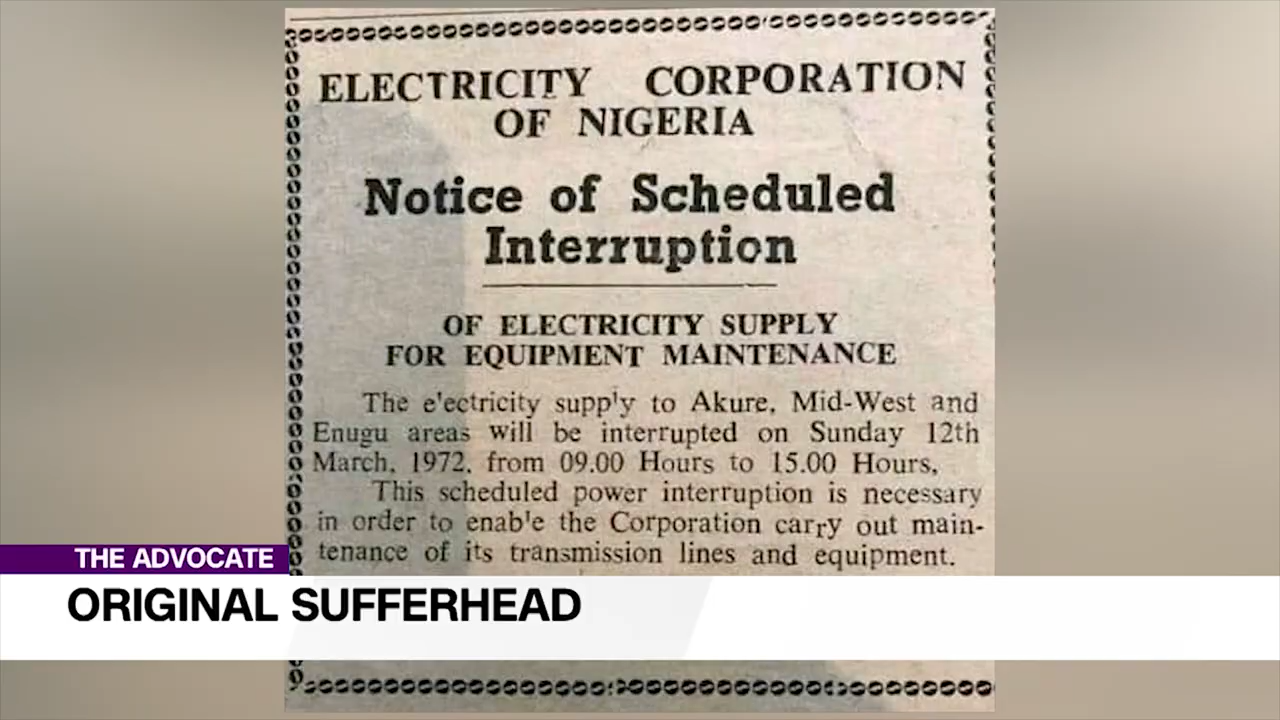 ELECTRICITY CORPORATION
OF NIGERIA
Notice of Scheduled
Interruption
OF ELECTRICITY SUPPLY
FOR EQUIPMENT MAINTENANCE
The e'ectricity supp'y to Akure, Mid-West and
Enugu areas will be interrupted on Sunday 12th
March, 1972, from 09.00 Hours to 15.00 Hours,
This scheduled power interruption is necessary
in order to enab'e the Corporation carry out main-
tenance of its transmission lines and equipment.
THE ADVOCATE
ORIGINAL SUFFERHEAD